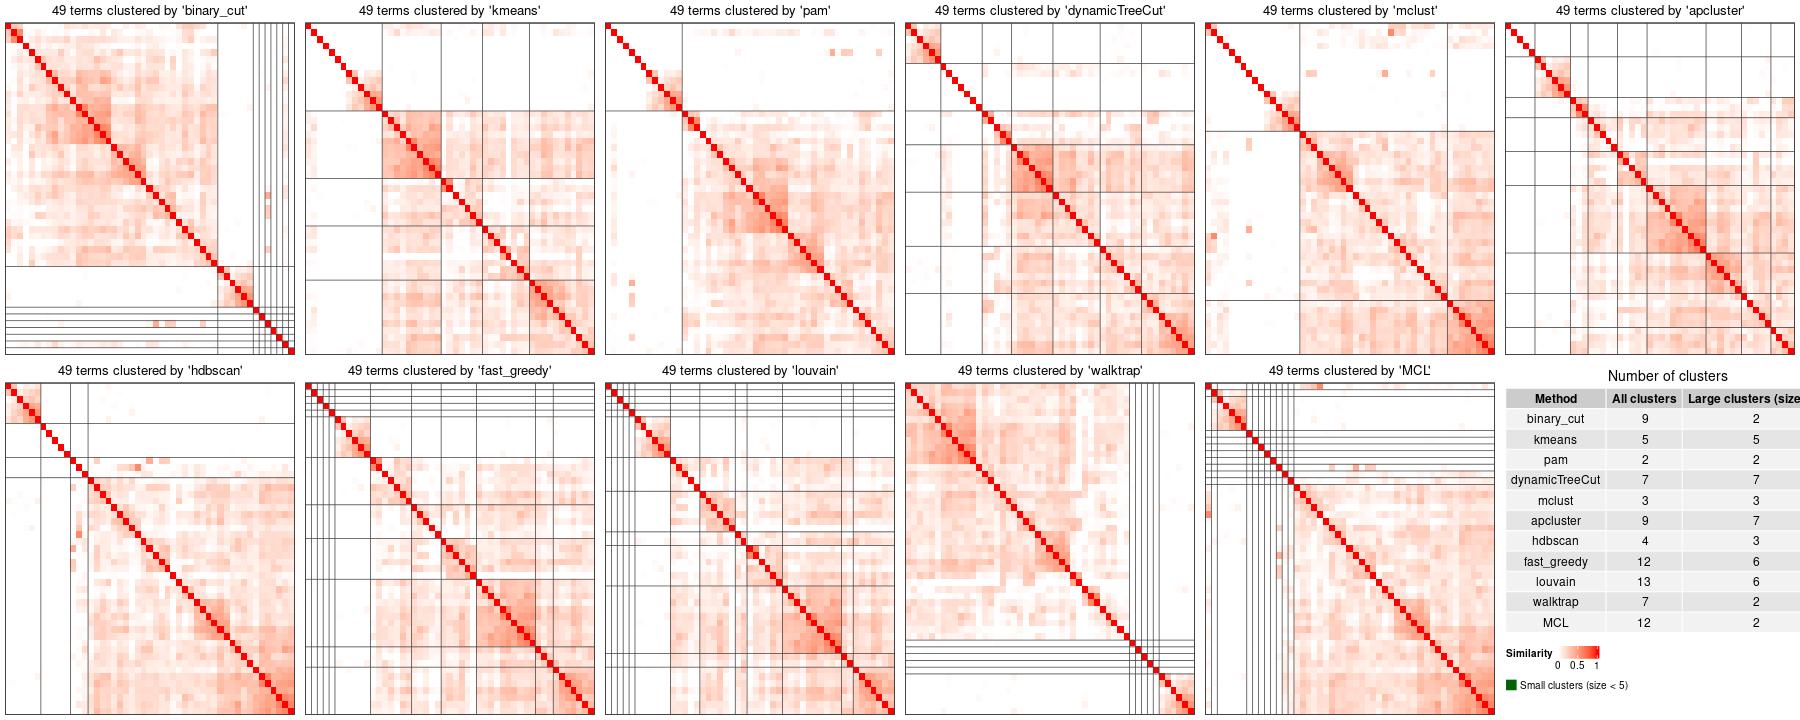 49 terms clustered by 'binary_cut'
49 terms clustered by 'kmeans'
49 terms clustered by 'pam'
49 terms clustered by 'dynamicTreeCut'
49 terms clustered by 'mclust'
49 terms clustered by 'apcluster'
49 terms clustered by 'hdbscan'
49 terms clustered by 'fast_greedy'
49 terms clustered by 'louvain'
49 terms clustered by 'walktrap'
49 terms clustered by 'MCL'
Number of clusters
Method All clusters Large clusters (size
binary_cut 9 2
kmeans 5 5
pam 2 2
dynamicTreeCut 7 7
mclust 3 3
apcluster 9 7
hdbscan 4 3
fast_greedy 12 6
louvain 13 6
walktrap 7 2
MCL 12 2
Similarity
0 0.5 1
Small clusters (size < 5)